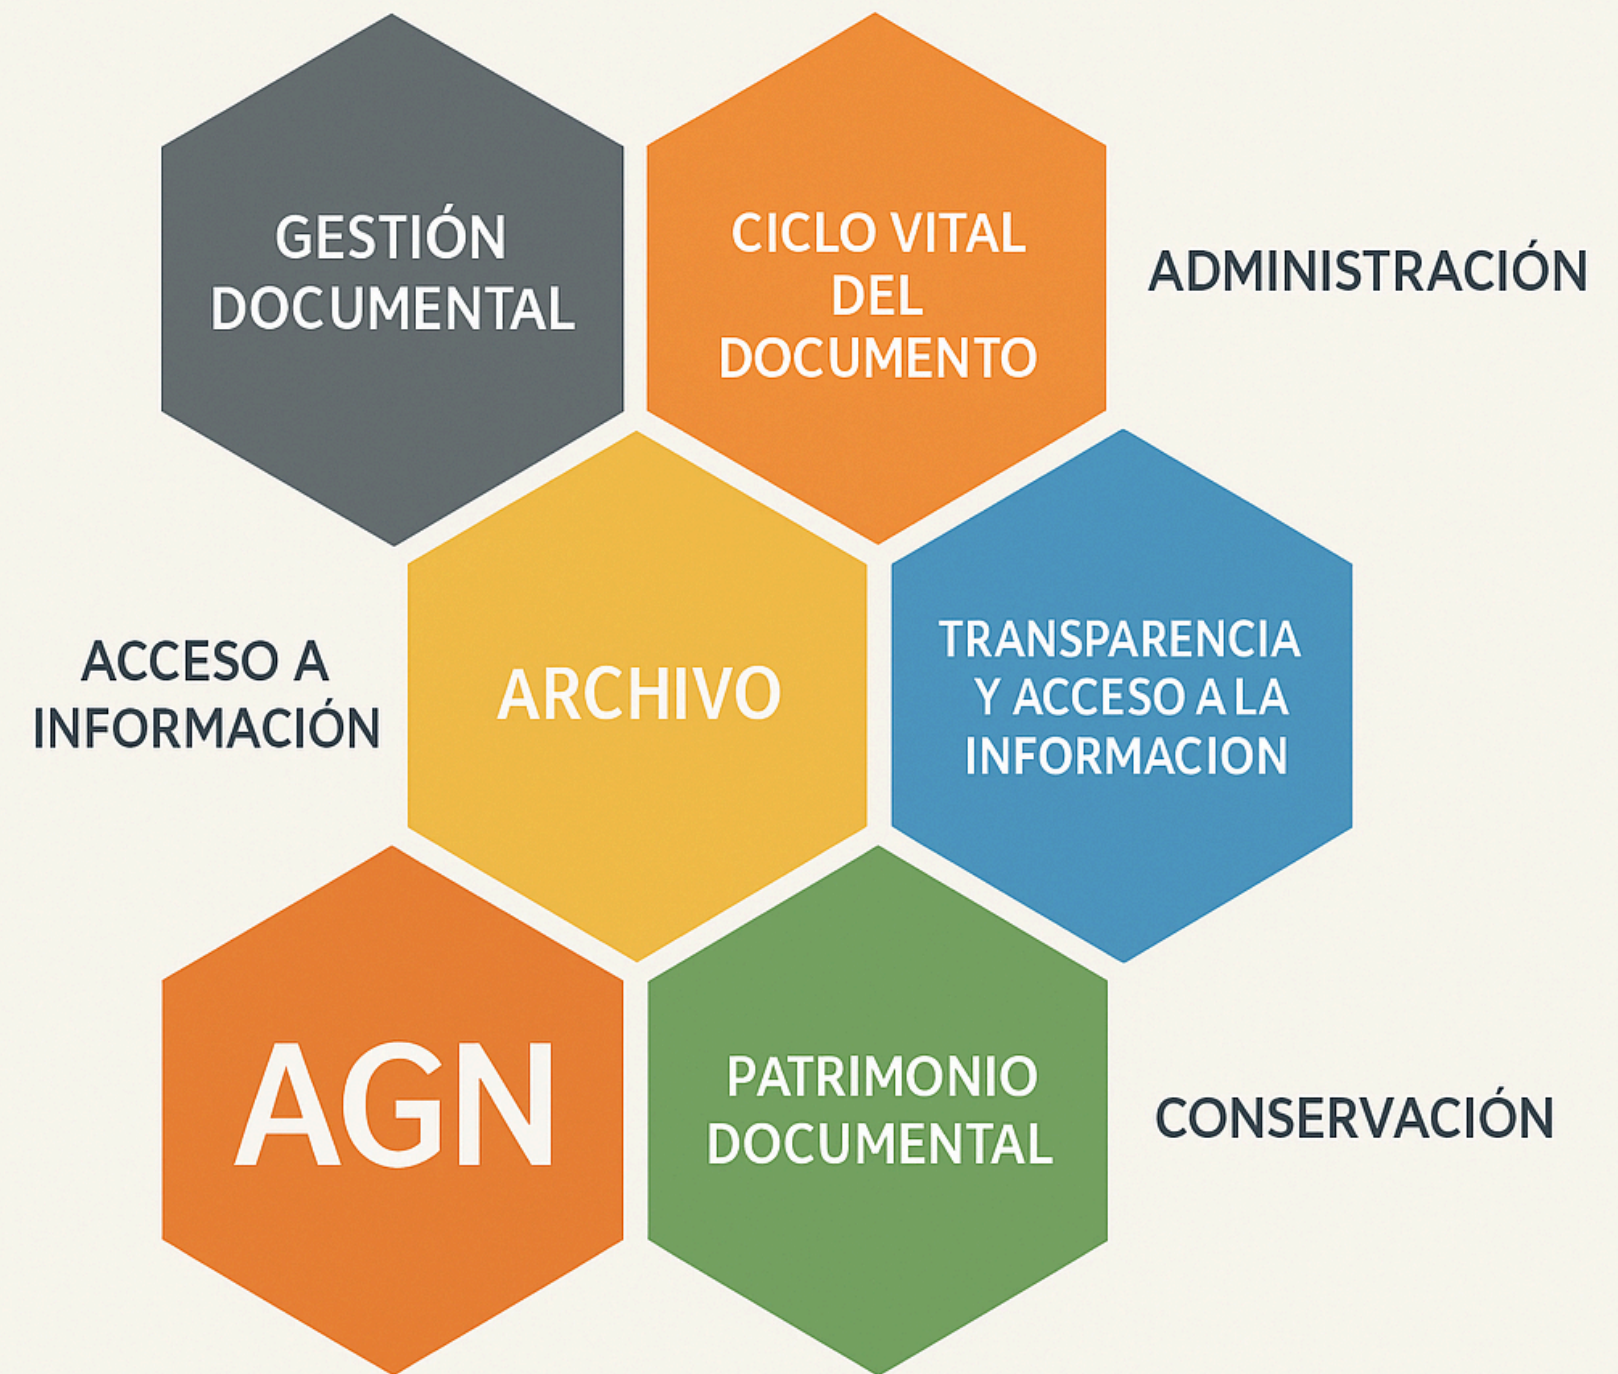 GESTIÓN
DOCUMENTAL
CICLO VITAL
DEL
DOCUMENTO
ADMINISTRACIÓN
ACCESO A
INFORMACIÓN
ARCHIVO
TRANSPARENCIA
Y ACCESO A LA
INFORMACION
AGN
PATRIMONIO
DOCUMENTAL
CONSERVACIÓN